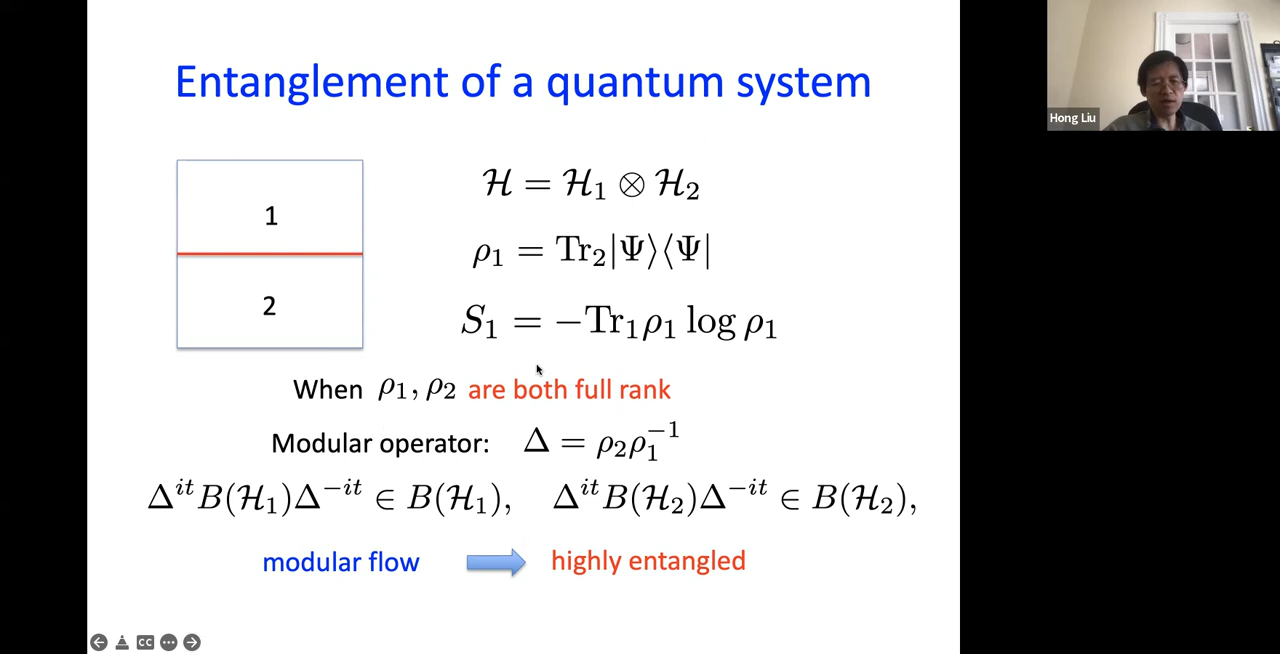 Entanglement of a quantum system
1
2
ℋ = ℋ₁ ⊗ ℋ₂
ρ₁ = Tr₂|Ψ⟩⟨Ψ|
S₁ = −Tr₁ρ₁ log ρ₁
When ρ₁, ρ₂ are both full rank
Modular operator: Δ = ρ₂ρ₁⁻¹
Δ^{it}B(ℋ₁)Δ^{−it} ∈ B(ℋ₁), Δ^{it}B(ℋ₂)Δ^{−it} ∈ B(ℋ₂),
modular flow highly entangled
Hong Liu
CC